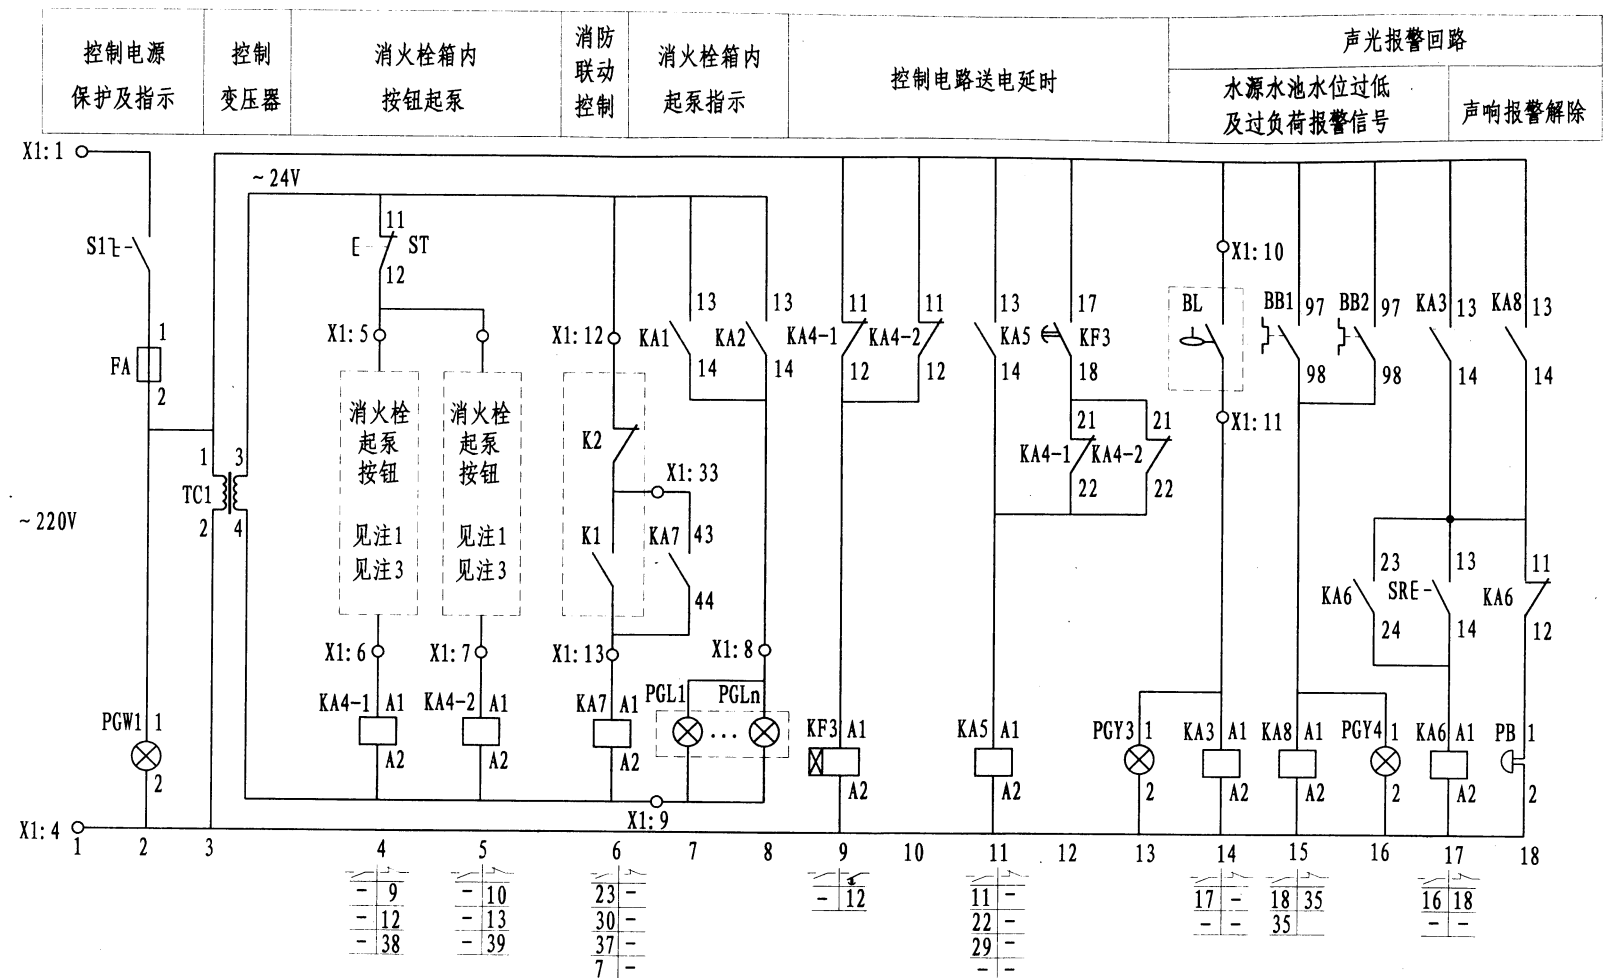 控制电源
保护及指示
控制
变压器
消火栓箱内
按钮起泵
消防
联动
控制
消火栓箱内
起泵指示
控制电路送电延时
声光报警回路
水源水池水位过低
及过负荷报警信号
声响报警解除
X1:1
~24V
S1
11
E
ST
12
X1:10
1
FA
2
X1:5
X1:12
13
KA1
14
13
KA2
14
11
KA4-1
12
11
KA4-2
12
13
KA5
14
17
KF3
18
BL
BB1
97
98
BB2
97
98
KA3
13
14
KA8
13
14
X1:11
消火栓
起泵
按钮
见注1
见注3
消火栓
起泵
按钮
见注1
见注3
K2
X1:33
K1
KA7
43
44
21
KA4-1
22
21
KA4-2
22
1
3
TC1
2
4
~220V
23
KA6
24
13
SRE
14
11
KA6
12
X1:6
X1:7
X1:13
X1:8
PGW1
1
2
KA4-1
A1
A2
KA4-2
A1
A2
KA7
A1
A2
PGL1
PGLn
...
KF3
A1
A2
KA5
A1
A2
PGY3
1
2
KA3
A1
A2
KA8
A1
A2
PGY4
1
2
KA6
A1
A2
PB
1
2
X1:9
X1:4
1 2 3 4 5 6 7 8 9 10 11 12 13 14 15 16 17 18
- 9
- 12
- 38
- 10
- 13
- 39
23 -
30 -
37 -
7 -
- 12
11 -
22 -
29 -
- -
17 -
- -
18 35
35
16 18
- -